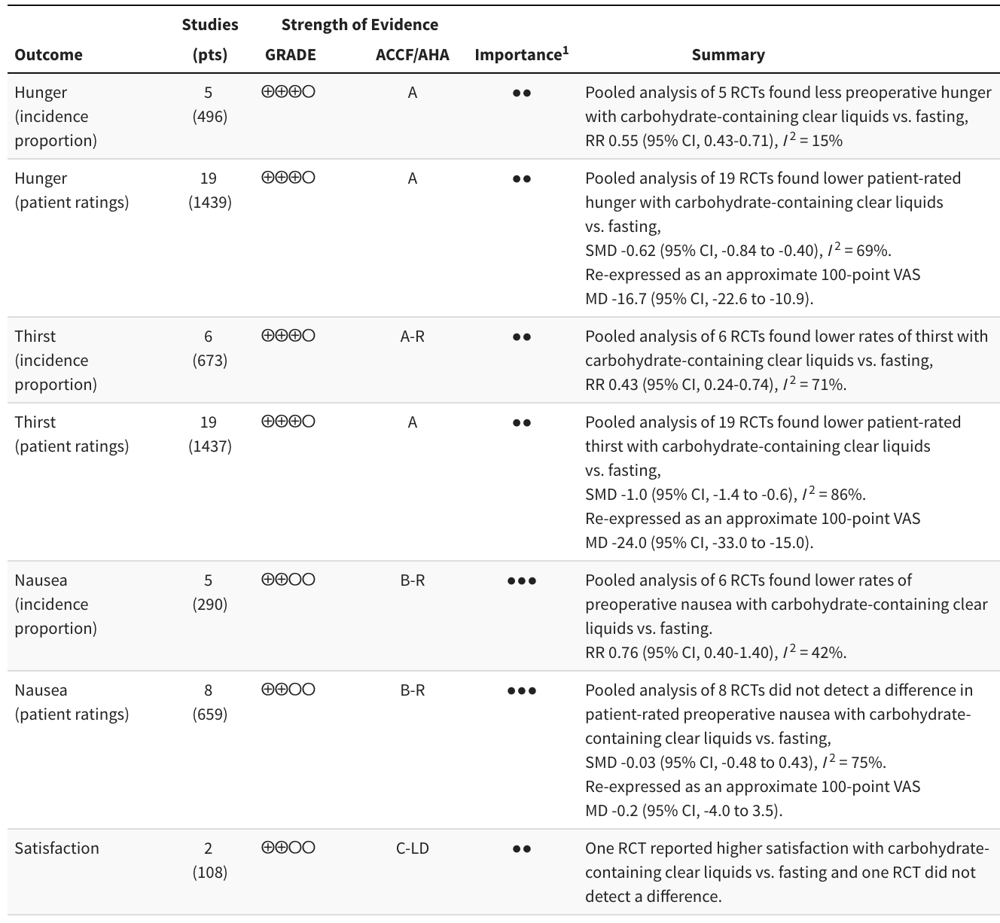 Studies Strength of Evidence
Outcome (pts) GRADE ACCF/AHA Importance¹ Summary
Hunger 5 ⊕⊕⊕◯ A ●● Pooled analysis of 5 RCTs found less preoperative hunger
(incidence (496) with carbohydrate-containing clear liquids vs. fasting,
proportion) RR 0.55 (95% CI, 0.43-0.71), I² = 15%
Hunger 19 ⊕⊕⊕◯ A ●● Pooled analysis of 19 RCTs found lower patient-rated
(patient ratings) (1439) hunger with carbohydrate-containing clear liquids
vs. fasting,
SMD -0.62 (95% CI, -0.84 to -0.40), I² = 69%.
Re-expressed as an approximate 100-point VAS
MD -16.7 (95% CI, -22.6 to -10.9).
Thirst 6 ⊕⊕⊕◯ A-R ●● Pooled analysis of 6 RCTs found lower rates of thirst with
(incidence (673) carbohydrate-containing clear liquids vs. fasting,
proportion) RR 0.43 (95% CI, 0.24-0.74), I² = 71%.
Thirst 19 ⊕⊕⊕◯ A ●● Pooled analysis of 19 RCTs found lower patient-rated
(patient ratings) (1437) thirst with carbohydrate-containing clear liquids
vs. fasting,
SMD -1.0 (95% CI, -1.4 to -0.6), I² = 86%.
Re-expressed as an approximate 100-point VAS
MD -24.0 (95% CI, -33.0 to -15.0).
Nausea 5 ⊕⊕◯◯ B-R ●●● Pooled analysis of 6 RCTs found lower rates of
(incidence (290) preoperative nausea with carbohydrate-containing clear
proportion) liquids vs. fasting.
RR 0.76 (95% CI, 0.40-1.40), I² = 42%.
Nausea 8 ⊕⊕◯◯ B-R ●●● Pooled analysis of 8 RCTs did not detect a difference in
(patient ratings) (659) patient-rated preoperative nausea with carbohydrate-
containing clear liquids vs. fasting,
SMD -0.03 (95% CI, -0.48 to 0.43), I² = 75%.
Re-expressed as an approximate 100-point VAS
MD -0.2 (95% CI, -4.0 to 3.5).
Satisfaction 2 ⊕⊕◯◯ C-LD ●● One RCT reported higher satisfaction with carbohydrate-
(108) containing clear liquids vs. fasting and one RCT did not
detect a difference.